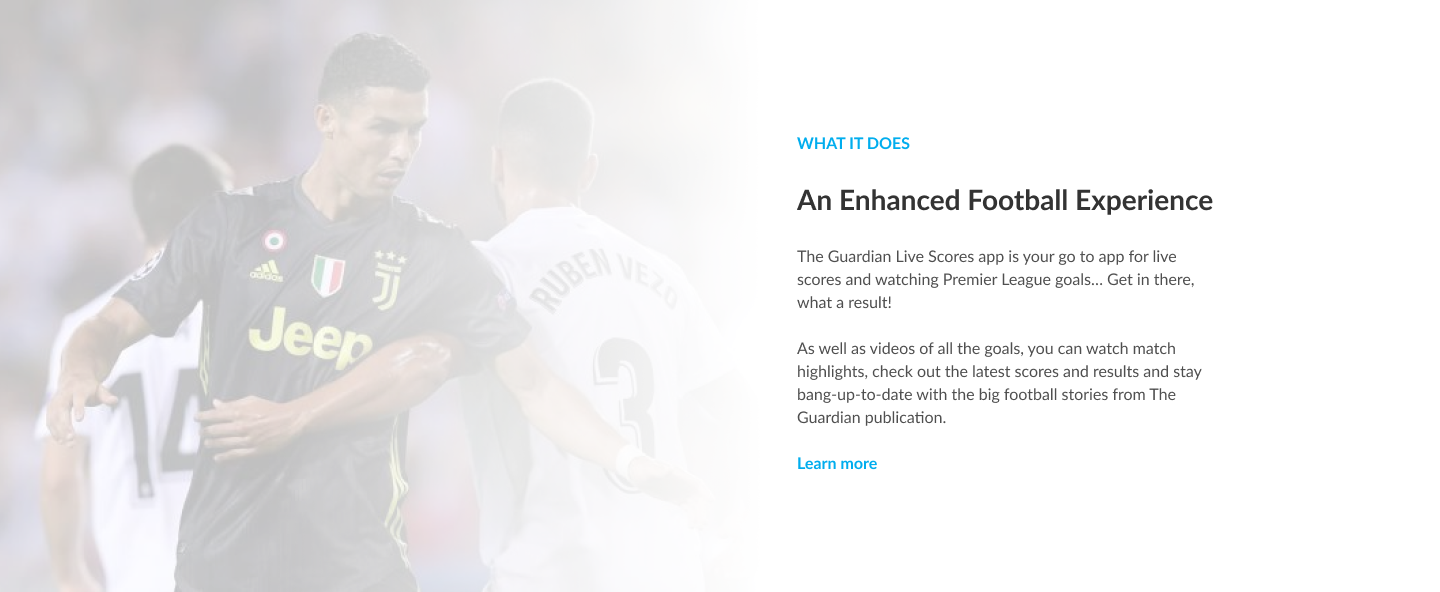 adidas
Jeep
14
RUBEN VEZO
3
WHAT IT DOES
An Enhanced Football Experience
The Guardian Live Scores app is your go to app for live
scores and watching Premier League goals... Get in there,
what a result!
As well as videos of all the goals, you can watch match
highlights, check out the latest scores and results and stay
bang-up-to-date with the big football stories from The
Guardian publication.
Learn more